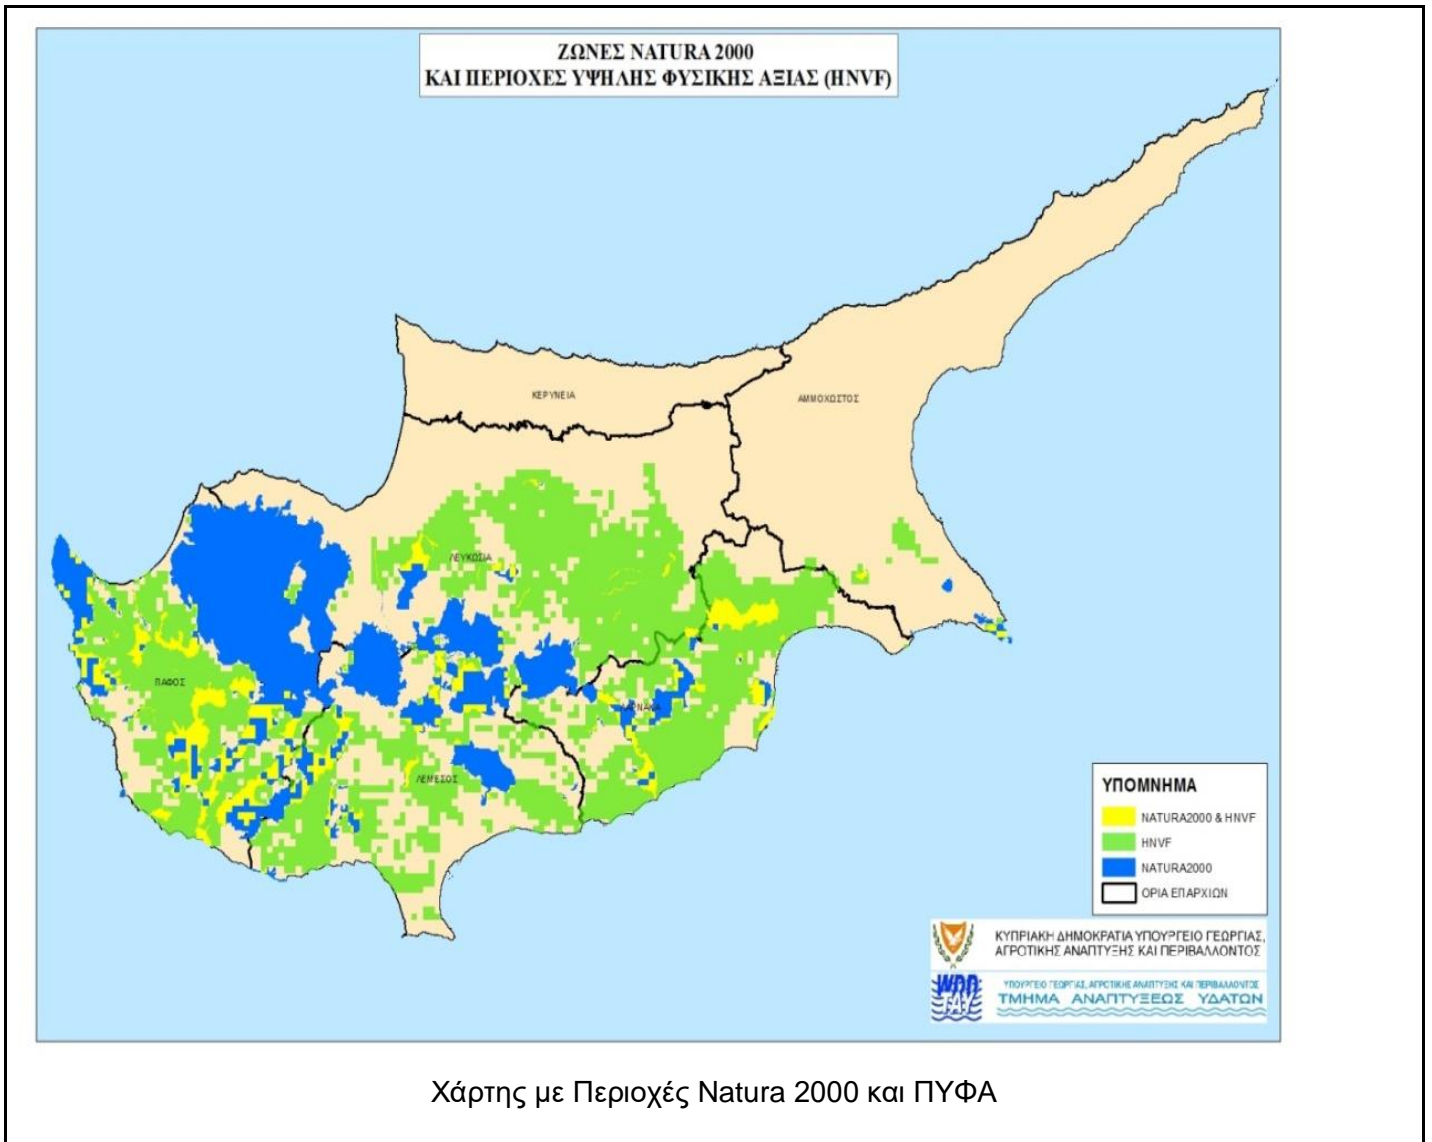 ΖΩΝΕΣ NATURA 2000
ΚΑΙ ΠΕΡΙΟΧΕΣ ΥΨΗΛΗΣ ΦΥΣΙΚΗΣ ΑΞΙΑΣ (HNVF)
ΚΕΡΥΝΕΙΑ
ΑΜΜΟΧΩΣΤΟΣ
ΛΕΥΚΩΣΙΑ
ΠΑΦΟΣ
ΛΑΡΝΑΚΑ
ΛΕΜΕΣΟΣ
ΥΠΟΜΝΗΜΑ
NATURA2000 & HNVF
HNVF
NATURA2000
ΟΡΙΑ ΕΠΑΡΧΙΩΝ
ΚΥΠΡΙΑΚΗ ΔΗΜΟΚΡΑΤΙΑ ΥΠΟΥΡΓΕΙΟ ΓΕΩΡΓΙΑΣ,
ΑΓΡΟΤΙΚΗΣ ΑΝΑΠΤΥΞΗΣ ΚΑΙ ΠΕΡΙΒΑΛΛΟΝΤΟΣ
WDD
ΤΑΥ
ΥΠΟΥΡΓΕΙΟ ΓΕΩΡΓΙΑΣ, ΑΓΡΟΤΙΚΗΣ ΑΝΑΠΤΥΞΗΣ ΚΑΙ ΠΕΡΙΒΑΛΛΟΝΤΟΣ
ΤΜΗΜΑ ΑΝΑΠΤΥΞΕΩΣ ΥΔΑΤΩΝ
Χάρτης με Περιοχές Natura 2000 και ΠΥΦΑ